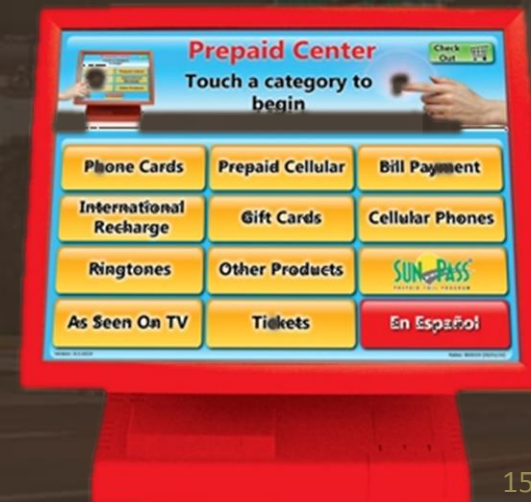 Prepaid Center
Check
Out
Touch a category to
begin
Phone Cards
Prepaid Cellular
Bill Payment
International
Recharge
Gift Cards
Cellular Phones
Ringtones
Other Products
SUNPASS
PREPAID TOLL PROGRAM
As Seen On TV
Tickets
En Español
15